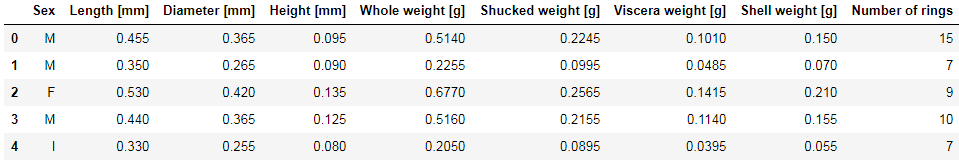 Sex Length [mm] Diameter [mm] Height [mm] Whole weight [g] Shucked weight [g] Viscera weight [g] Shell weight [g] Number of rings
0 M 0.455 0.365 0.095 0.5140 0.2245 0.1010 0.150 15
1 M 0.350 0.265 0.090 0.2255 0.0995 0.0485 0.070 7
2 F 0.530 0.420 0.135 0.6770 0.2565 0.1415 0.210 9
3 M 0.440 0.365 0.125 0.5160 0.2155 0.1140 0.155 10
4 I 0.330 0.255 0.080 0.2050 0.0895 0.0395 0.055 7